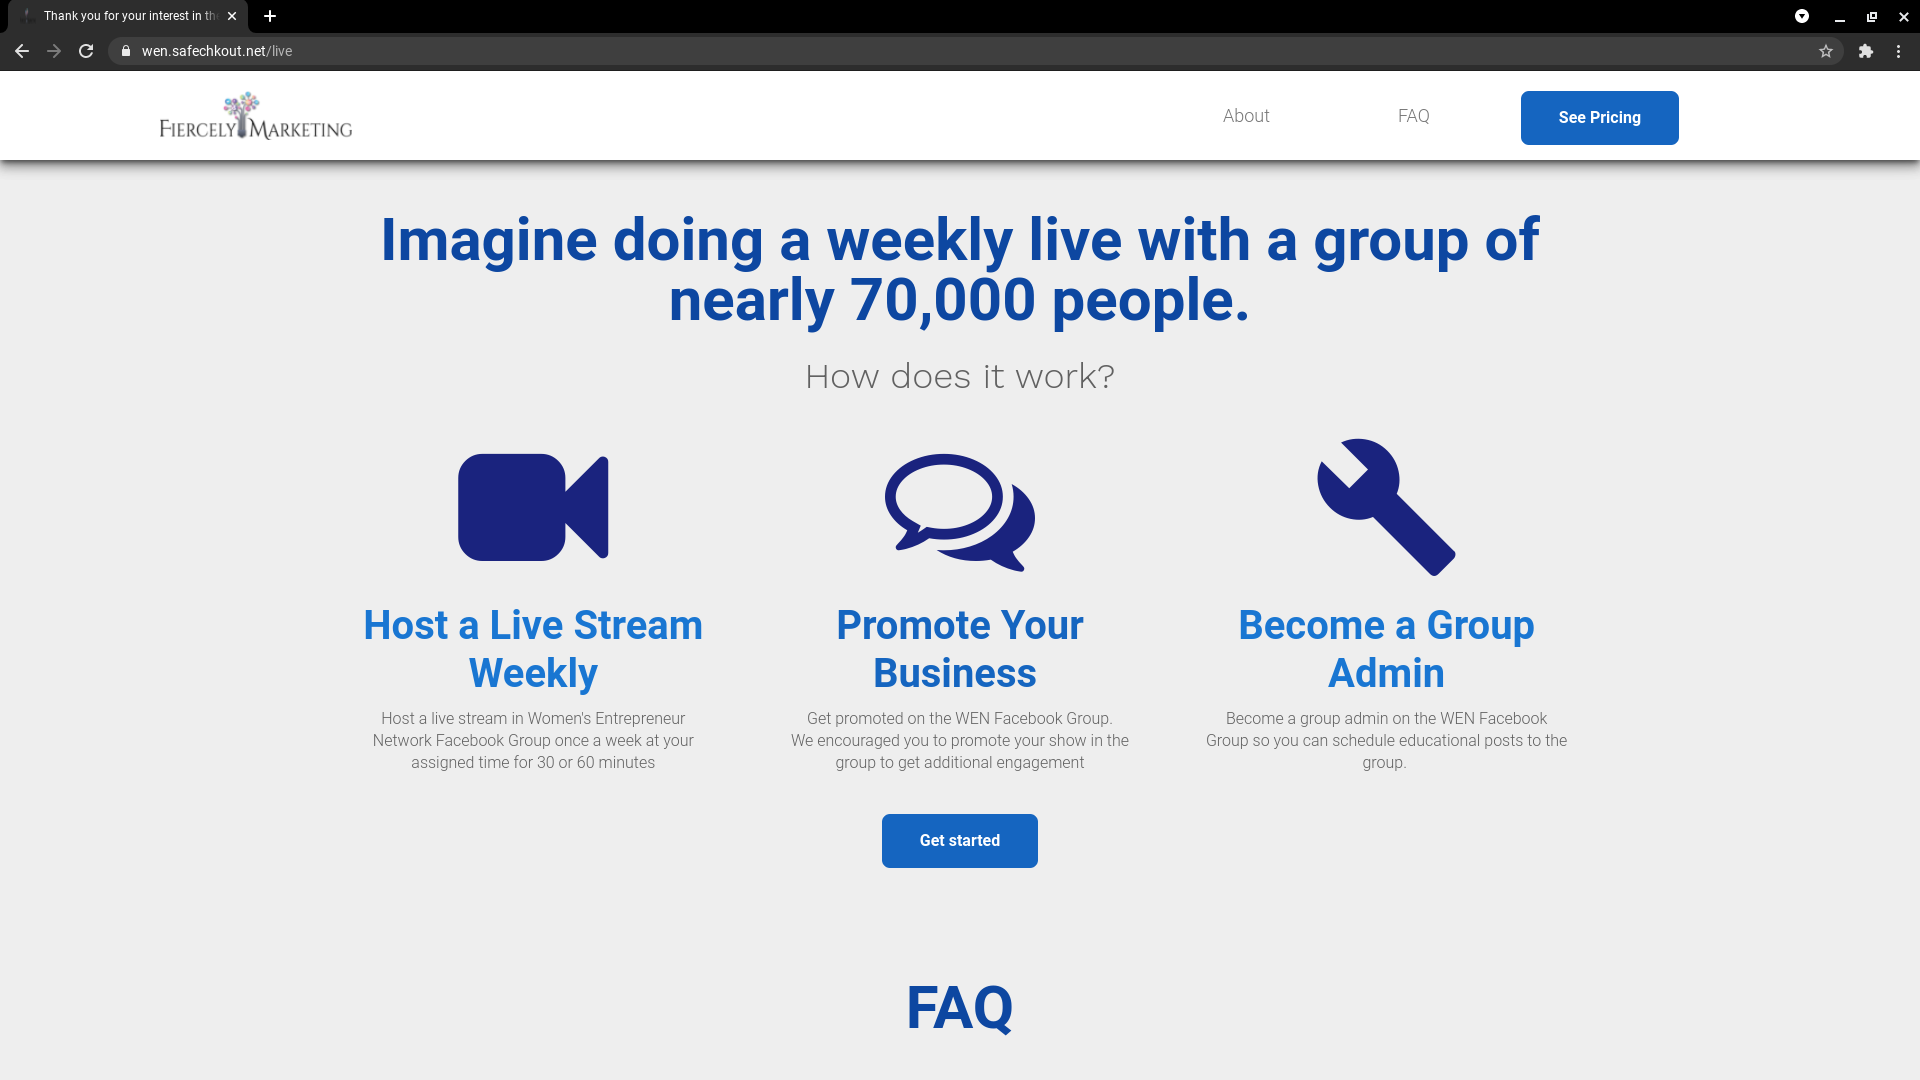 Thank you for your interest in th
wen.safechkout.net/live
FIERCELY MARKETING
About
FAQ
See Pricing
Imagine doing a weekly live with a group of
nearly 70,000 people.
How does it work?
Host a Live Stream
Weekly
Host a live stream in Women's Entrepreneur
Network Facebook Group once a week at your
assigned time for 30 or 60 minutes
Promote Your
Business
Get promoted on the WEN Facebook Group.
We encouraged you to promote your show in the
group to get additional engagement
Become a Group
Admin
Become a group admin on the WEN Facebook
Group so you can schedule educational posts to the
group.
Get started
FAQ